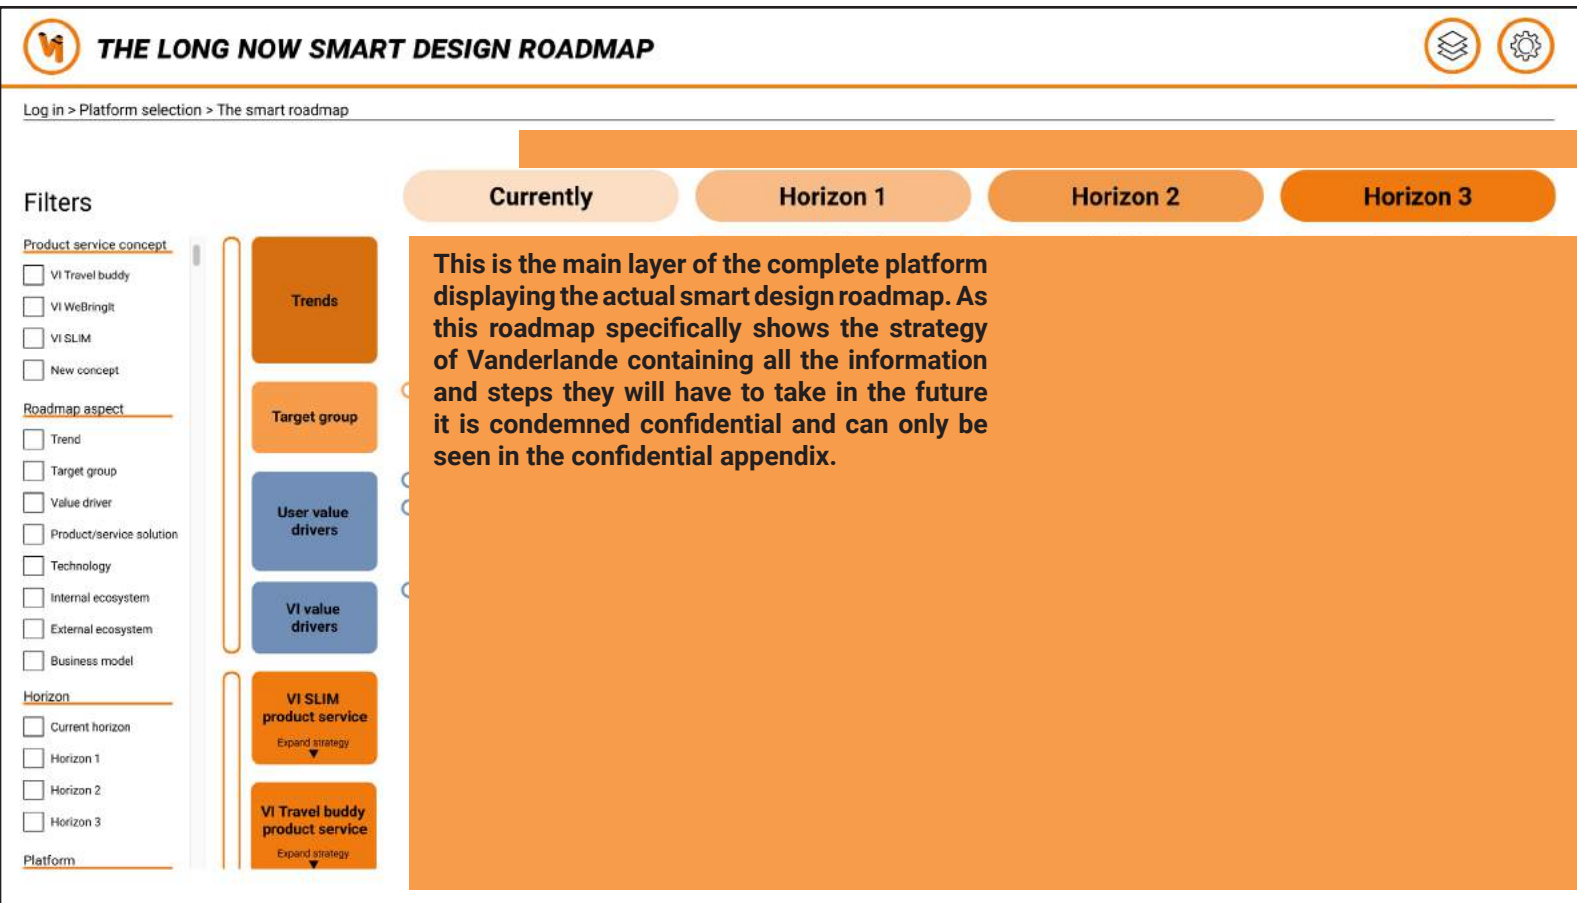 THE LONG NOW SMART DESIGN ROADMAP
Log in > Platform selection > The smart roadmap
Filters
Currently
Horizon 1
Horizon 2
Horizon 3
Product service concept
VI Travel buddy
VI WeBringIt
VI SLIM
New concept
Roadmap aspect
Trend
Target group
Value driver
Product/service solution
Technology
Internal ecosystem
External ecosystem
Business model
Horizon
Current horizon
Horizon 1
Horizon 2
Horizon 3
Platform
Trends
Target group
User value
drivers
VI value
drivers
VI SLIM
product service
Expand strategy
VI Travel buddy
product service
Expand strategy
This is the main layer of the complete platform
displaying the actual smart design roadmap. As
this roadmap specifically shows the strategy
of Vanderlande containing all the information
and steps they will have to take in the future
it is condemned confidential and can only be
seen in the confidential appendix.